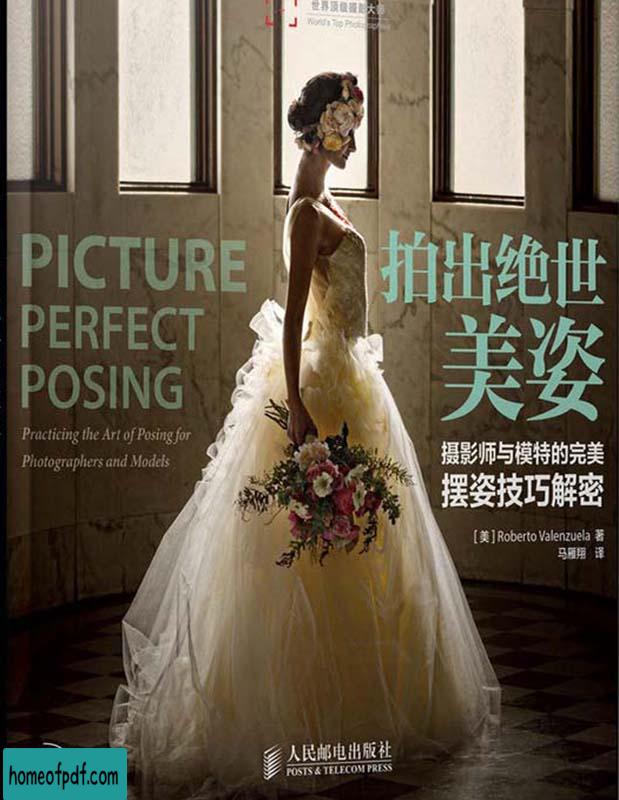 世界顶级摄影大师
World's Top Photographers
PICTURE
PERFECT
POSING
Practicing the Art of Posing for
Photographers and Models
拍出绝世
美姿
摄影师与模特的完美
摆姿技巧解密
[美] Roberto Valenzuela 著
马雁翔 译
人民邮电出版社
POSTS & TELECOM PRESS
homeofpdf.com